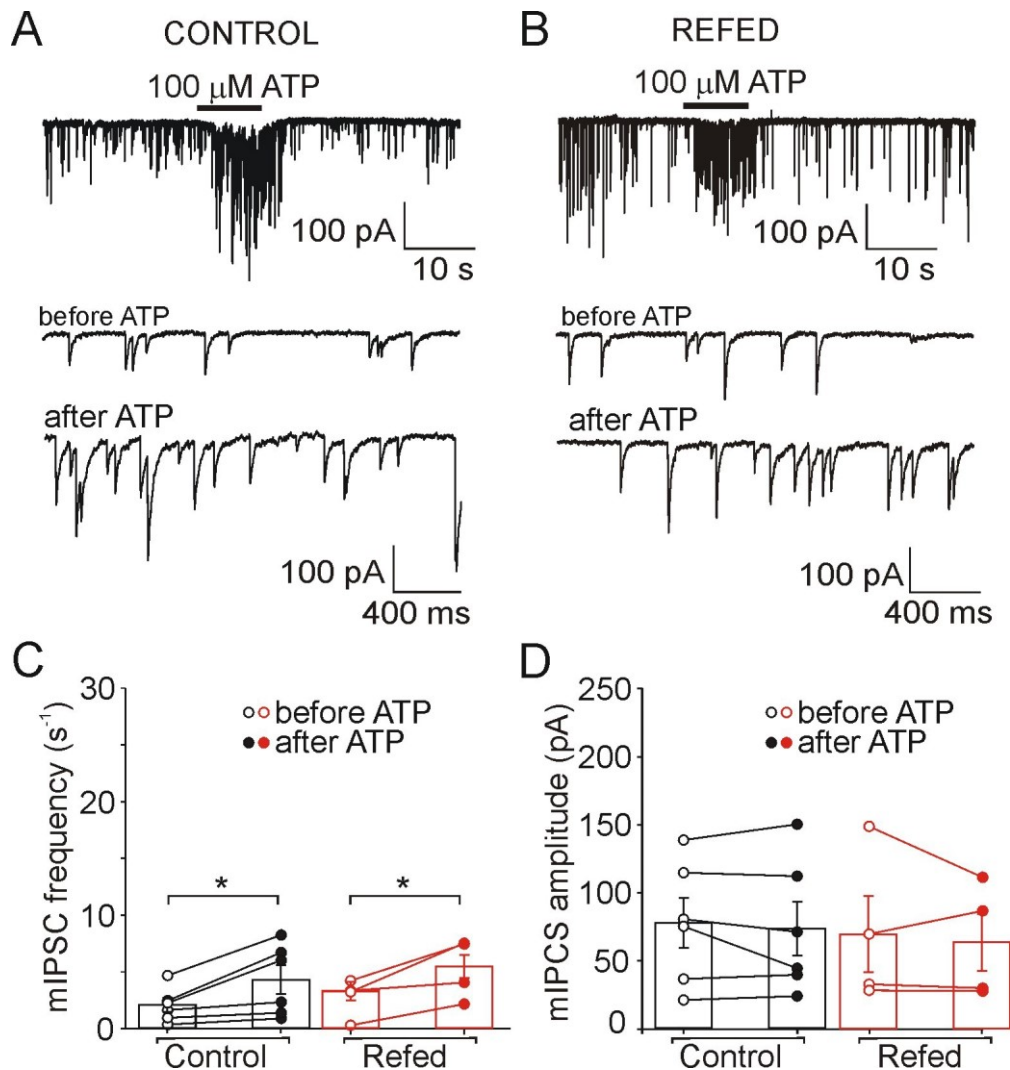 A CONTROL
100 μM ATP
100 pA
10 s
before ATP
after ATP
100 pA
400 ms
B REFED
100 μM ATP
100 pA
10 s
before ATP
after ATP
100 pA
400 ms
C
mIPSC frequency (s⁻¹)
30
20
10
5
0
before ATP
after ATP
*
*
Control
Refed
D
mIPCS amplitude (pA)
250
200
150
100
50
0
before ATP
after ATP
Control
Refed